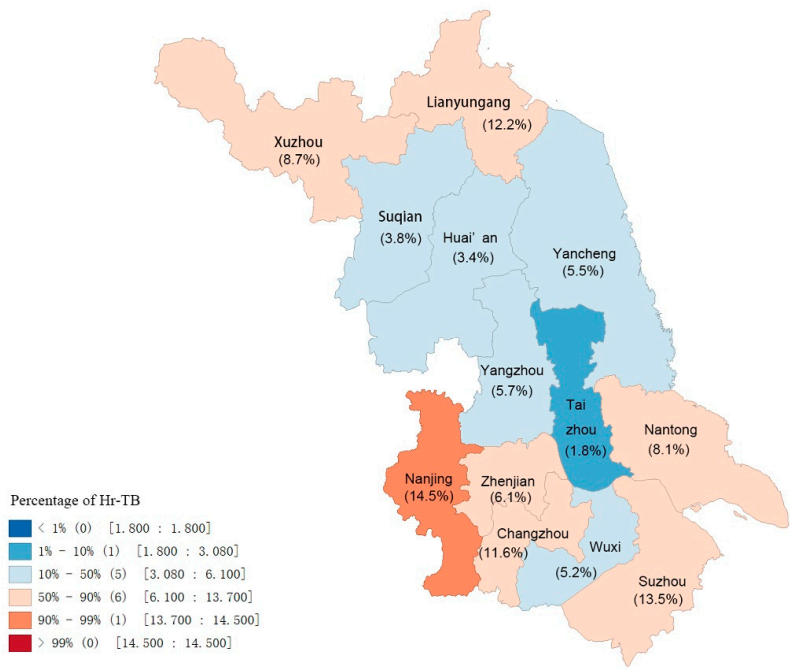 Lianyungang
(12.2%)
Xuzhou
(8.7%)
Suqian
(3.8%)
Huai' an
(3.4%)
Yancheng
(5.5%)
Yangzhou
(5.7%)
Tai
zhou
(1.8%)
Nantong
(8.1%)
Nanjing
(14.5%)
Zhenjian
(6.1%)
Changzhou
(11.6%)
Wuxi
(5.2%)
Suzhou
(13.5%)
Percentage of Hr-TB
< 1% (0) [1.800 : 1.800]
1% - 10% (1) [1.800 : 3.080]
10% - 50% (5) [3.080 : 6.100]
50% - 90% (6) [6.100 : 13.700]
90% - 99% (1) [13.700 : 14.500]
> 99% (0) [14.500 : 14.500]